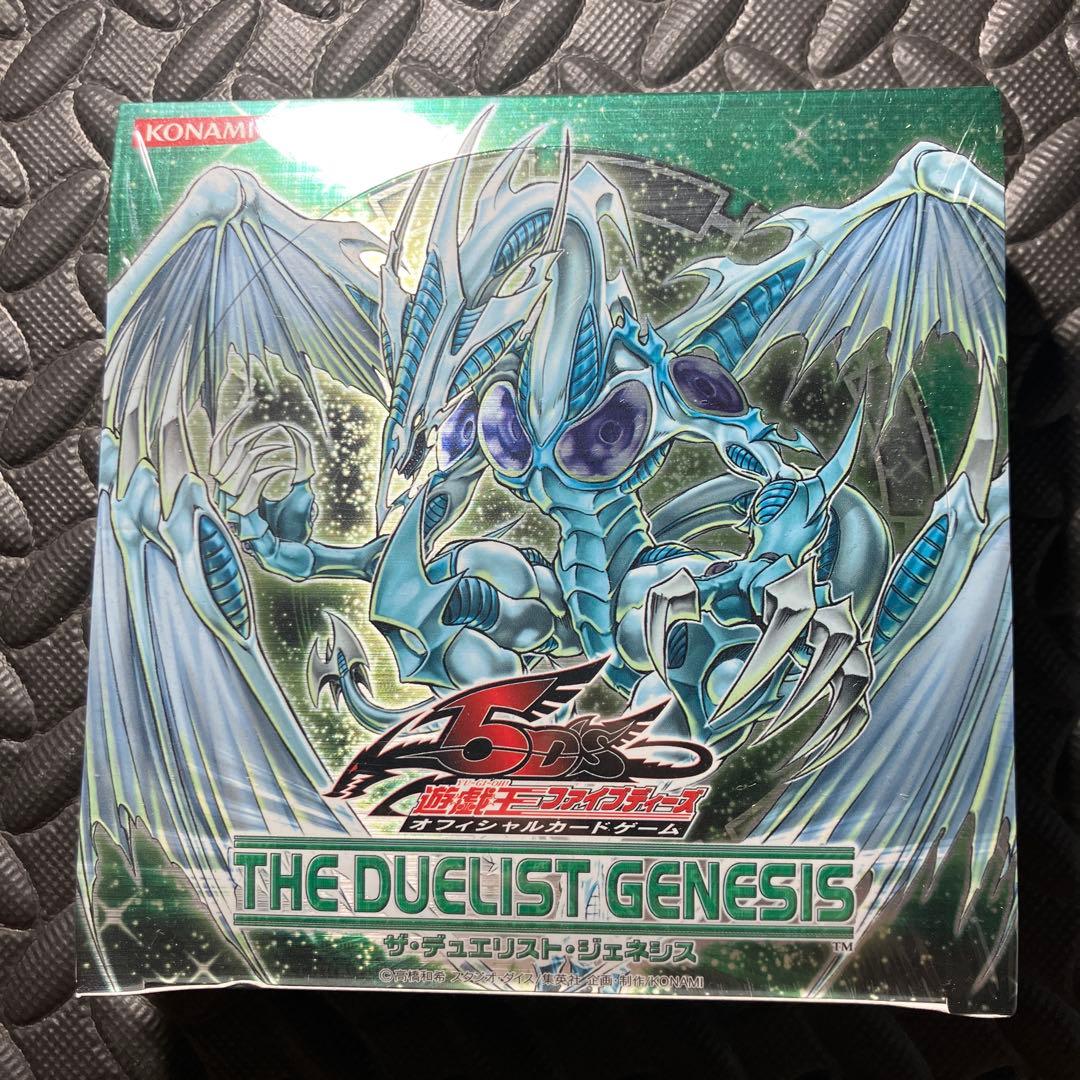 KONAMI
5D's
YU-GI-OH!
遊戯王ファイブディーズ
オフィシャルカードゲーム
THE DUELIST GENESIS
ザ・デュエリスト・ジェネシス
TM
©高橋和希 スタジオ・ダイス/集英社 企画・制作/KONAMI